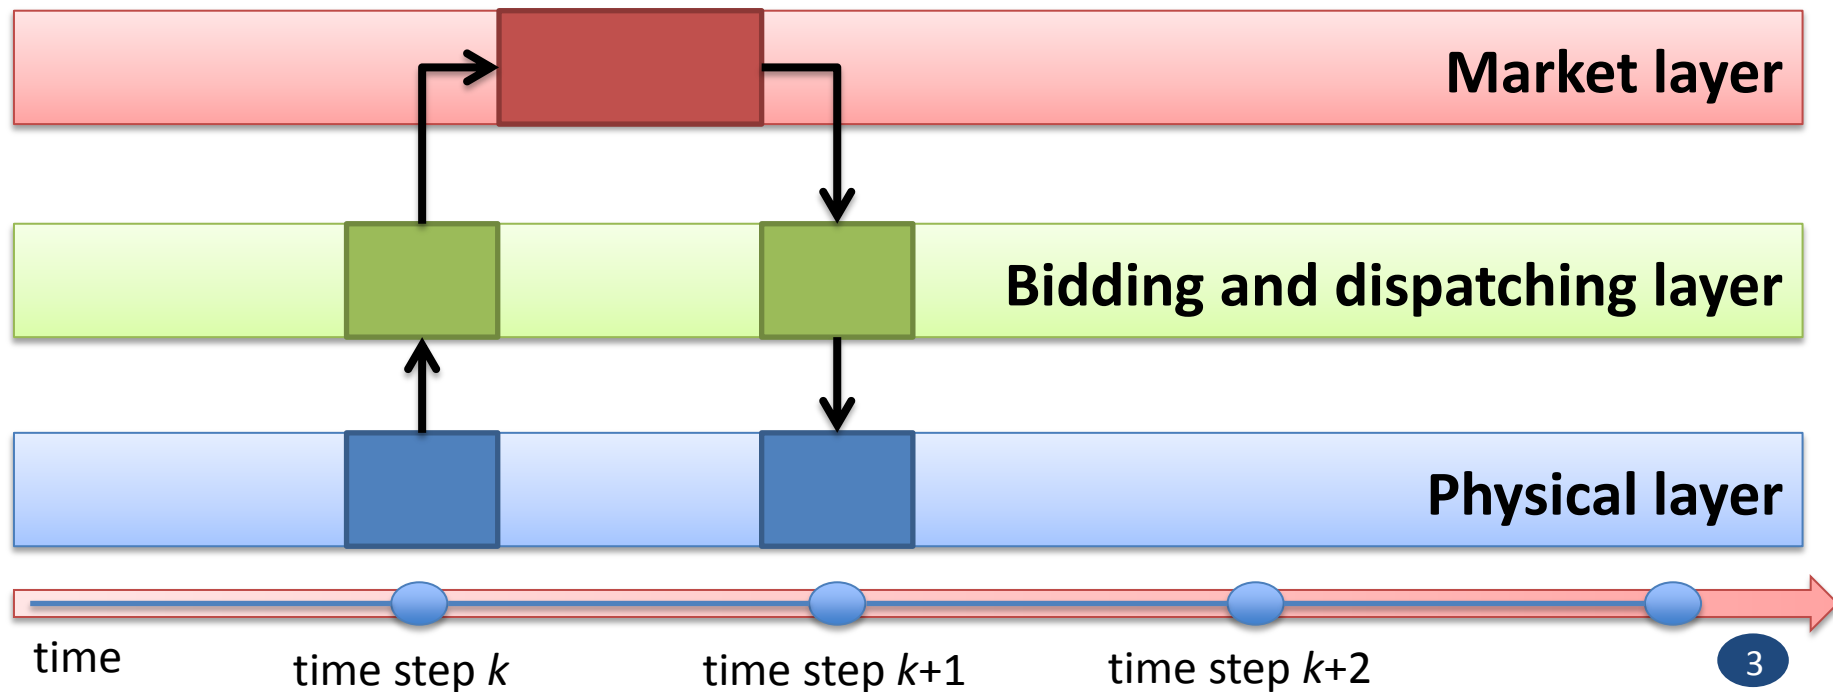 Market layer
Bidding and dispatching layer
Physical layer
time
time step k
time step k+1
time step k+2
3